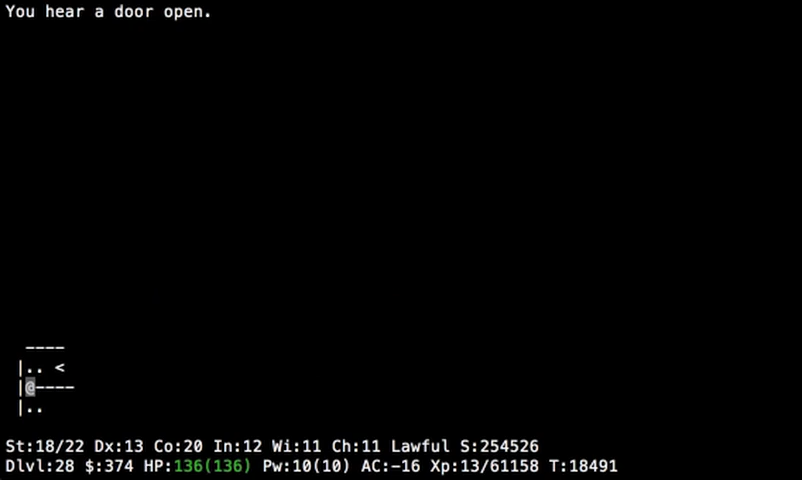 You hear a door open.
----
|.. <
|@----
|..
St:18/22 Dx:13 Co:20 In:12 Wi:11 Ch:11 Lawful S:254526
Dlvl:28 $:374 HP:136(136) Pw:10(10) AC:-16 Xp:13/61158 T:18491